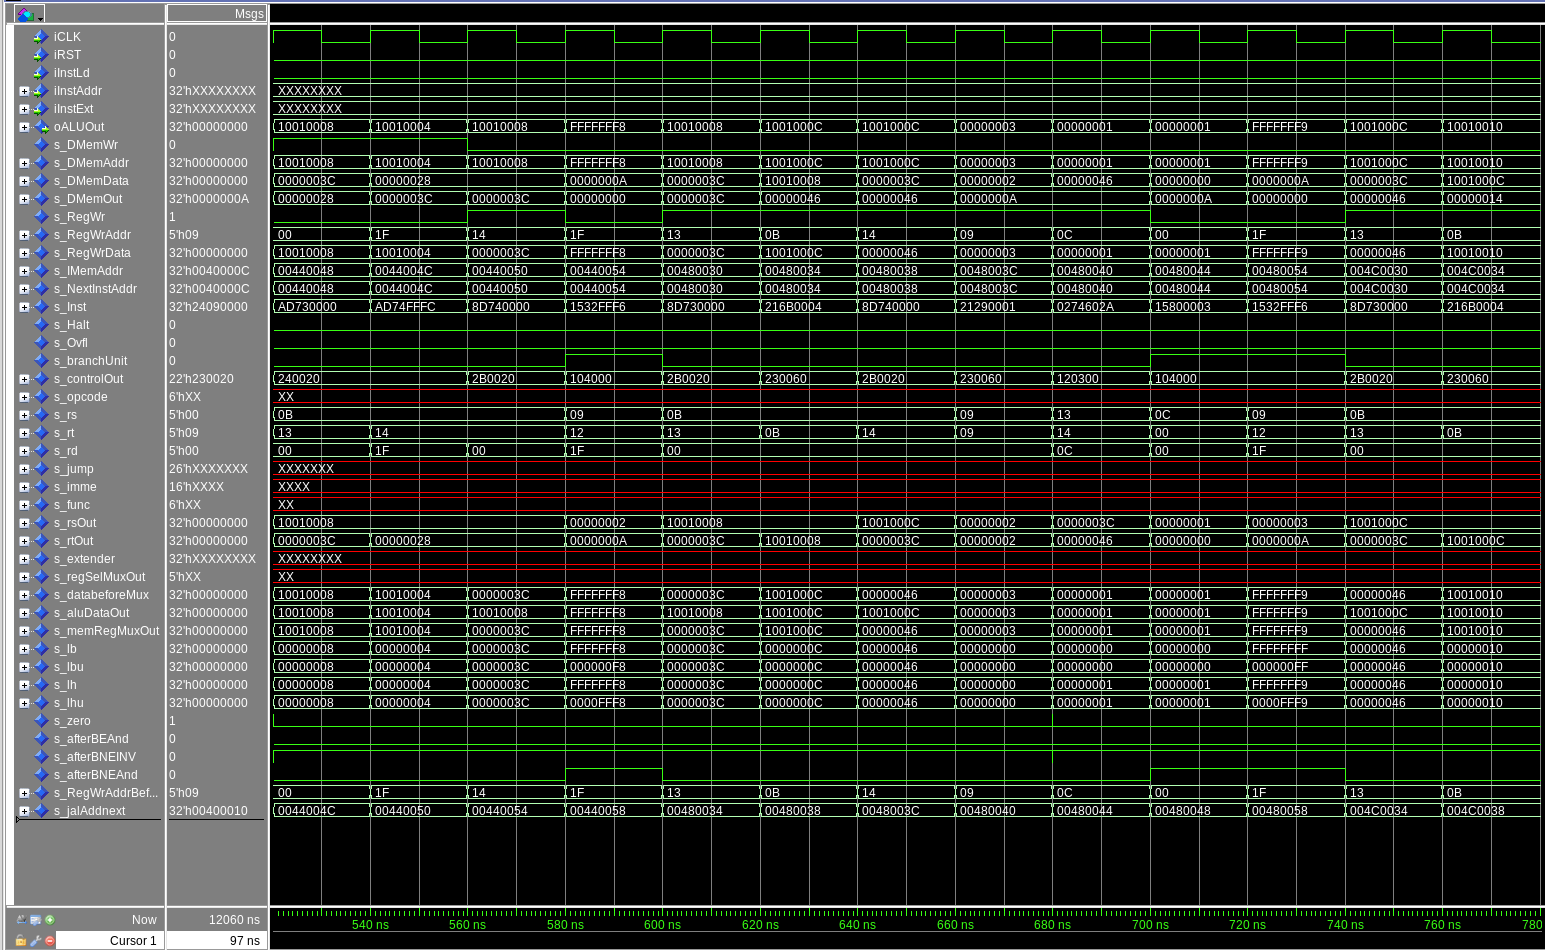 Msgs
iCLK 0
iRST 0
iInstLd 0
iInstAddr 32'hXXXXXXXX XXXXXXXX
iInstExt 32'hXXXXXXXX XXXXXXXX
oALUOut 32'h00000000 10010008 10010004 10010008 FFFFFFF8 10010008 1001000C 1001000C 00000003 00000001 00000001 FFFFFFF9 1001000C 10010010
s_DMemWr 0
s_DMemAddr 32'h00000000 10010008 10010004 10010008 FFFFFFF8 10010008 1001000C 1001000C 00000003 00000001 00000001 FFFFFFF9 1001000C 10010010
s_DMemData 32'h00000000 0000003C 00000028 0000000A 0000003C 10010008 0000003C 00000002 00000046 00000000 0000000A 0000003C 1001000C
s_DMemOut 32'h0000000A 00000028 0000003C 0000003C 00000000 0000003C 00000046 00000046 0000000A 0000000A 00000000 00000046 00000014
s_RegWr 1
s_RegWrAddr 5'h09 00 1F 14 1F 13 0B 14 09 0C 00 1F 13 0B
s_RegWrData 32'h00000000 10010008 10010004 0000003C FFFFFFF8 0000003C 1001000C 00000046 00000003 00000001 00000001 FFFFFFF9 00000046 10010010
s_IMemAddr 32'h0040000C 00440048 0044004C 00440050 00440054 00480030 00480034 00480038 0048003C 00480040 00480044 00480054 004C0030 004C0034
s_NextInstAddr 32'h0040000C 00440048 0044004C 00440050 00440054 00480030 00480034 00480038 0048003C 00480040 00480044 00480054 004C0030 004C0034
s_Inst 32'h24090000 AD730000 AD74FFFC 8D740000 1532FFF6 8D730000 216B0004 8D740000 21290001 0274602A 15800003 1532FFF6 8D730000 216B0004
s_Halt 0
s_Ovfl 0
s_branchUnit 0
s_controlOut 22'h230020 240020 2B0020 104000 2B0020 230060 2B0020 230060 120300 104000 2B0020 230060
s_opcode 6'hXX XX
s_rs 5'h00 0B 09 0B 09 13 0C 09 0B
s_rt 5'h09 13 14 12 13 0B 14 09 14 00 12 13 0B
s_rd 5'h00 00 1F 00 1F 00 0C 00 1F 00
s_jump 26'hXXXXXXX XXXXXXX
s_imme 16'hXXXX XXXX
s_func 6'hXX XX
s_rsOut 32'h00000000 10010008 00000002 10010008 1001000C 00000002 0000003C 00000001 00000003 1001000C
s_rtOut 32'h00000000 0000003C 00000028 0000000A 0000003C 10010008 0000003C 00000002 00000046 00000000 0000000A 0000003C 1001000C
s_extender 32'hXXXXXXXX XXXXXXXX
s_regSelMuxOut 5'hXX XX
s_databeforeMux 32'h00000000 10010008 10010004 0000003C FFFFFFF8 0000003C 1001000C 00000046 00000003 00000001 00000001 FFFFFFF9 00000046 10010010
s_aluDataOut 32'h00000000 10010008 10010004 10010008 FFFFFFF8 10010008 1001000C 1001000C 00000003 00000001 00000001 FFFFFFF9 1001000C 10010010
s_memRegMuxOut 32'h00000000 10010008 10010004 0000003C FFFFFFF8 0000003C 1001000C 00000046 00000003 00000001 00000001 FFFFFFF9 00000046 10010010
s_lb 32'h00000000 00000008 00000004 0000003C FFFFFFF8 0000003C 0000000C 00000046 00000000 00000000 00000000 FFFFFFFF 00000046 00000010
s_lbu 32'h00000000 00000008 00000004 0000003C 000000F8 0000003C 0000000C 00000046 00000000 00000000 00000000 000000FF 00000046 00000010
s_lh 32'h00000000 00000008 00000004 0000003C FFFFFFF8 0000003C 0000000C 00000046 00000000 00000001 00000001 FFFFFFF9 00000046 00000010
s_lhu 32'h00000000 00000008 00000004 0000003C 0000FFF8 0000003C 0000000C 00000046 00000000 00000001 00000001 0000FFF9 00000046 00000010
s_zero 1
s_afterBEAnd 0
s_afterBNEINV 0
s_afterBNEAnd 0
s_RegWrAddrBef... 5'h09 00 1F 14 1F 13 0B 14 09 0C 00 1F 13 0B
s_jalAddnext 32'h00400010 0044004C 00440050 00440054 00440058 00480034 00480038 0048003C 00480040 00480044 00480048 00480058 004C0034 004C0038
Now 12060 ns 540 ns 560 ns 580 ns 600 ns 620 ns 640 ns 660 ns 680 ns 700 ns 720 ns 740 ns 760 ns 780
Cursor 1 97 ns